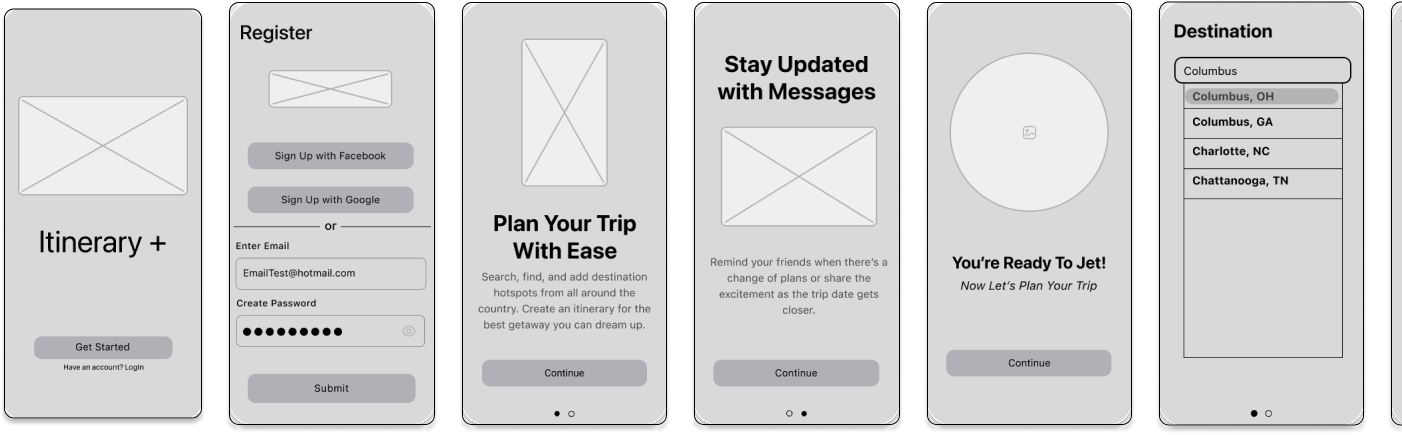 Itinerary +
Get Started
Have an account? LogIn
Register
Sign Up with Facebook
Sign Up with Google
or
Enter Email
EmailTest@hotmail.com
Create Password
Submit
Plan Your Trip
With Ease
Search, find, and add destination
hotspots from all around the
country. Create an itinerary for the
best getaway you can dream up.
Continue
Stay Updated
with Messages
Remind your friends when there's a
change of plans or share the
excitement as the trip date gets
closer.
Continue
You're Ready To Jet!
Now Let's Plan Your Trip
Continue
Destination
Columbus
Columbus, OH
Columbus, GA
Charlotte, NC
Chattanooga, TN